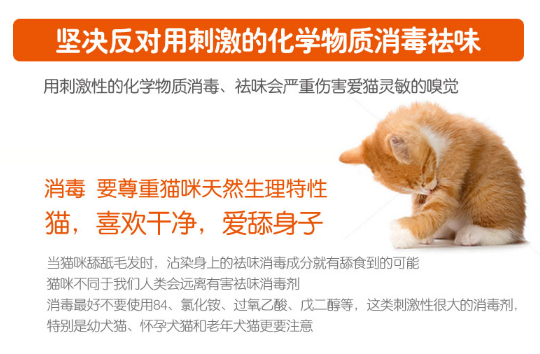 坚决反对用刺激的化学物质消毒祛味
用刺激性的化学物质消毒、祛味会严重伤害爱猫灵敏的嗅觉
消毒 要尊重猫咪天然生理特性
猫，喜欢干净，爱舔身子
当猫咪舔舐毛发时，沾染身上的祛味消毒成分就有舔食到的可能
猫咪不同于我们人类会远离有害祛味消毒剂
消毒最好不要使用84、氯化铵、过氧乙酸、戊二醇等，这类刺激性很大的消毒剂，
特别是幼犬猫、怀孕犬猫和老年犬猫更要注意